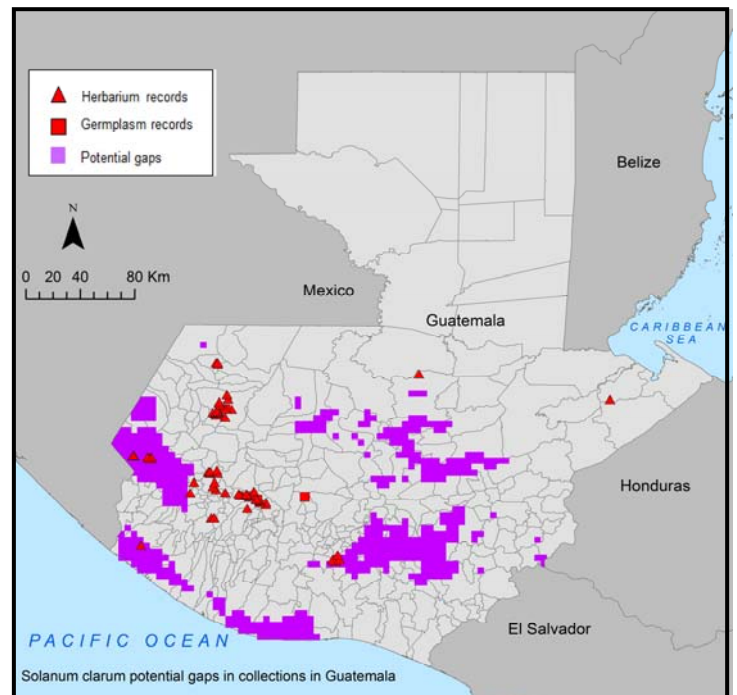 Herbarium records
Germplasm records
Potential gaps
Belize
N
0 20 40 80 Km
Mexico
Guatemala
CARIBBEAN
SEA
Honduras
El Salvador
PACIFIC OCEAN
Solanum clarum potential gaps in collections in Guatemala